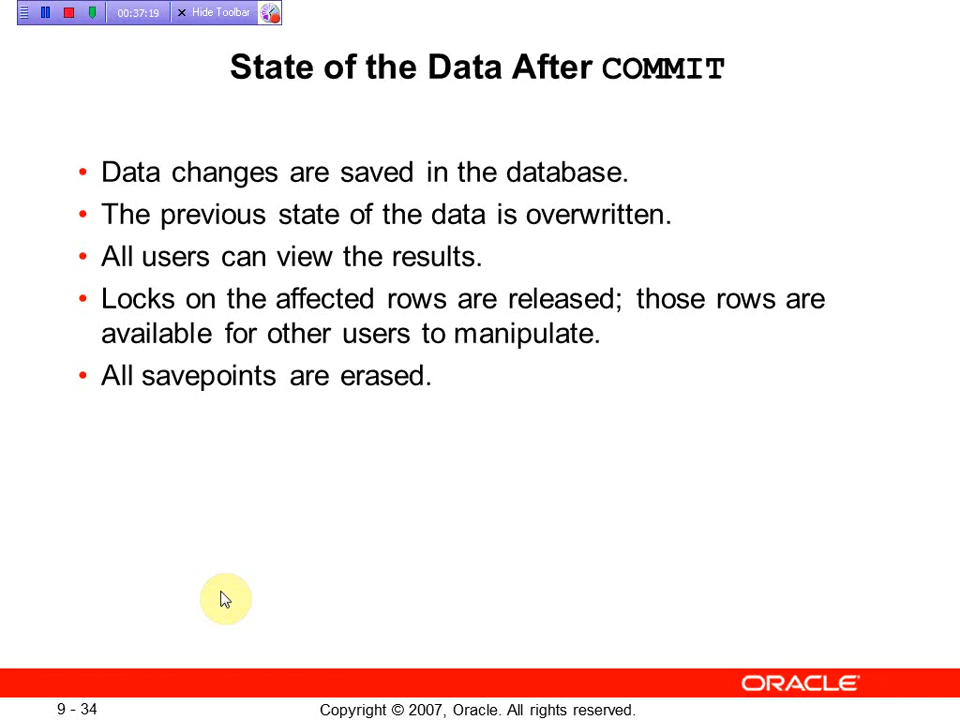 00:37:19 Hide Toolbar
State of the Data After COMMIT
• Data changes are saved in the database.
• The previous state of the data is overwritten.
• All users can view the results.
• Locks on the affected rows are released; those rows are
available for other users to manipulate.
• All savepoints are erased.
ORACLE
9 - 34
Copyright © 2007, Oracle. All rights reserved.